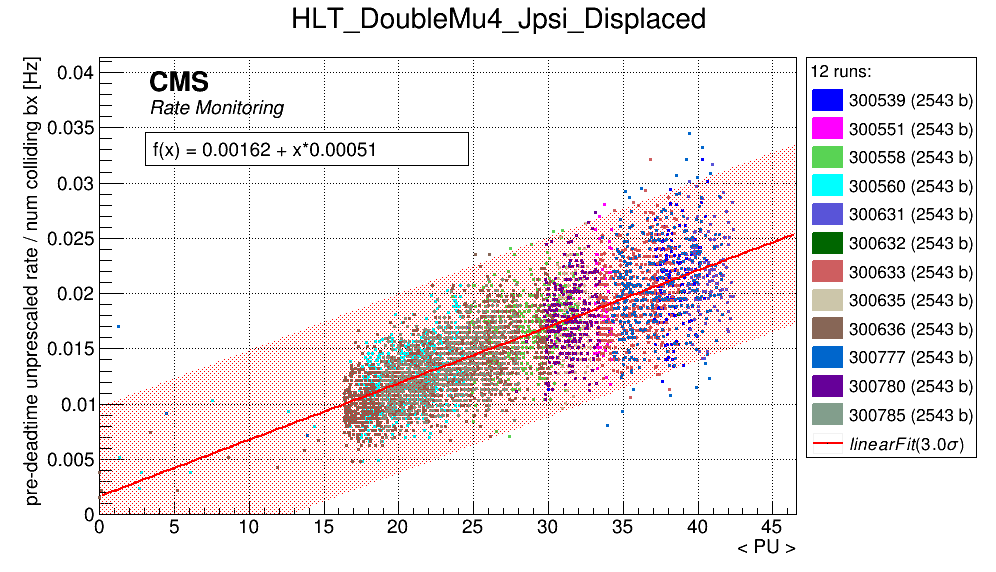 HLT_DoubleMu4_Jpsi_Displaced
pre-deadtime unprescaled rate / num colliding bx [Hz]
0.04
0.035
0.03
0.025
0.02
0.015
0.01
0.005
0
CMS
Rate Monitoring
f(x) = 0.00162 + x*0.00051
0 5 10 15 20 25 30 35 40 45
< PU >
12 runs:
300539 (2543 b)
300551 (2543 b)
300558 (2543 b)
300560 (2543 b)
300631 (2543 b)
300632 (2543 b)
300633 (2543 b)
300635 (2543 b)
300636 (2543 b)
300777 (2543 b)
300780 (2543 b)
300785 (2543 b)
linearFit(3.0σ)